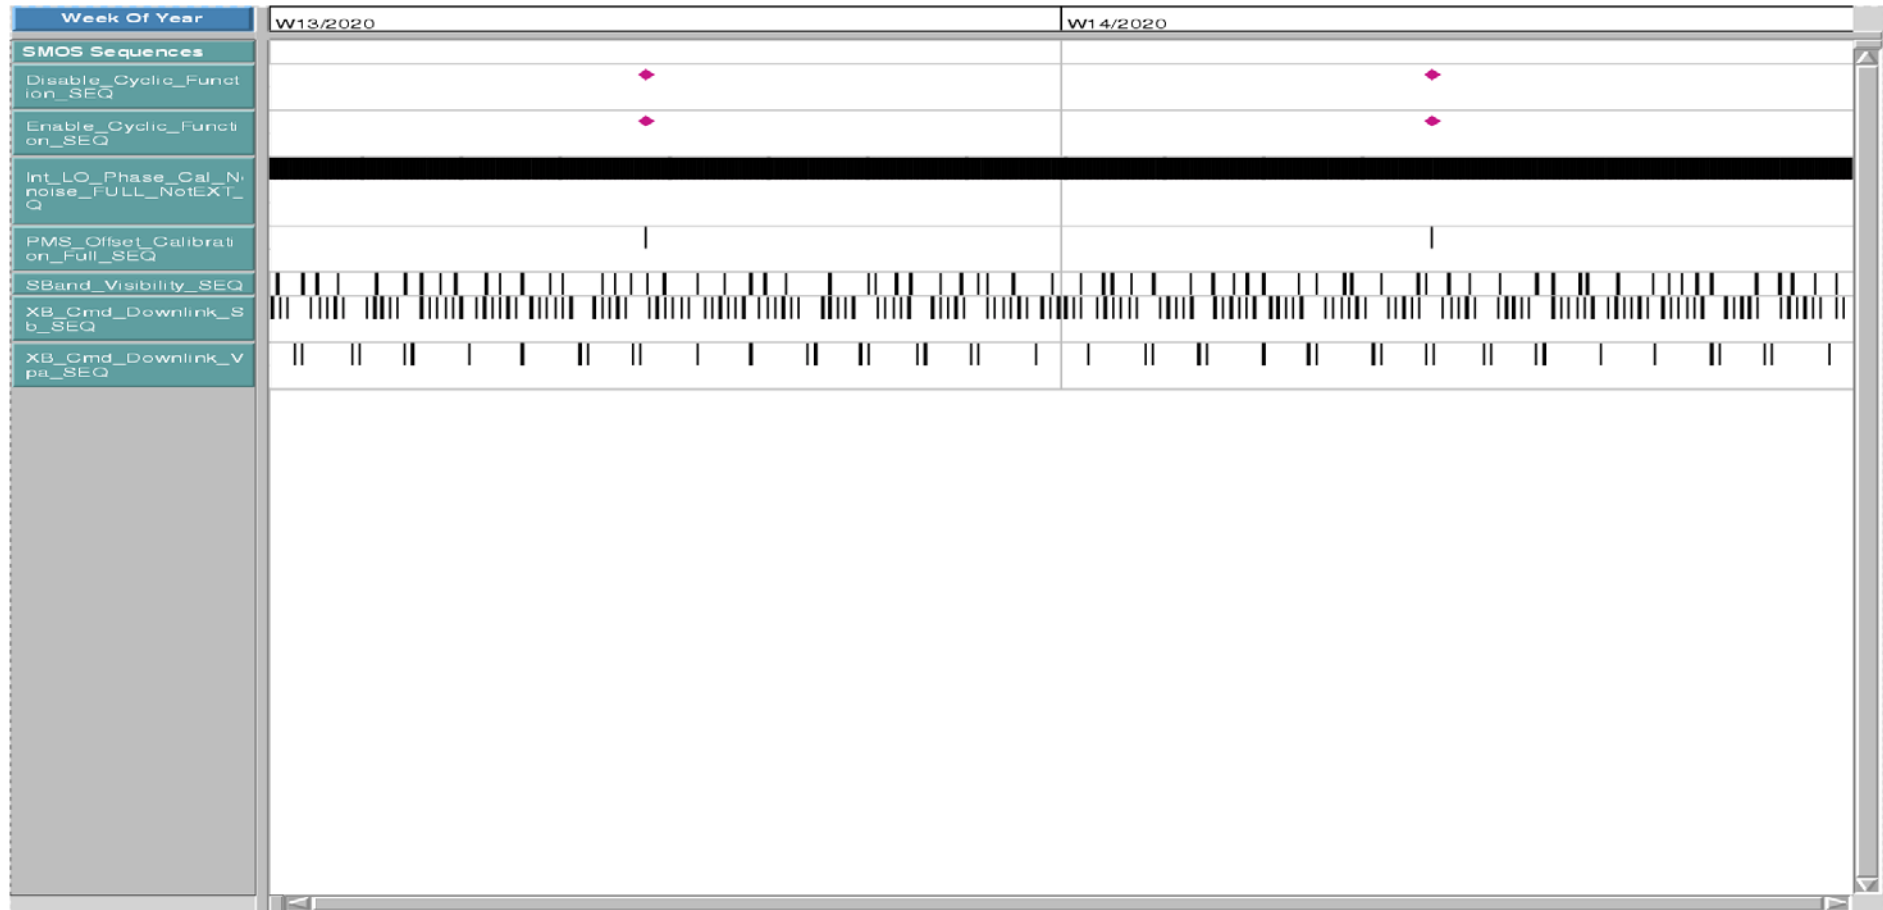 Week Of Year
W13/2020
W14/2020
SMOS Sequences
Disable_Cyclic_Funct
ion_SEQ
Enable_Cyclic_Functi
on_SEQ
Int_LO_Phase_Cal_N
noise_FULL_NotEXT_
Q
PMS_Offset_Calibrati
on_Full_SEQ
SBand_Visibility_SEQ
XB_Cmd_Downlink_S
b_SEQ
XB_Cmd_Downlink_V
pa_SEQ